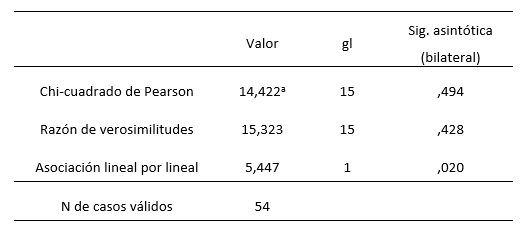 Valor gl Sig. asintótica (bilateral)
Chi-cuadrado de Pearson 14,422ª 15 ,494
Razón de verosimilitudes 15,323 15 ,428
Asociación lineal por lineal 5,447 1 ,020
N de casos válidos 54